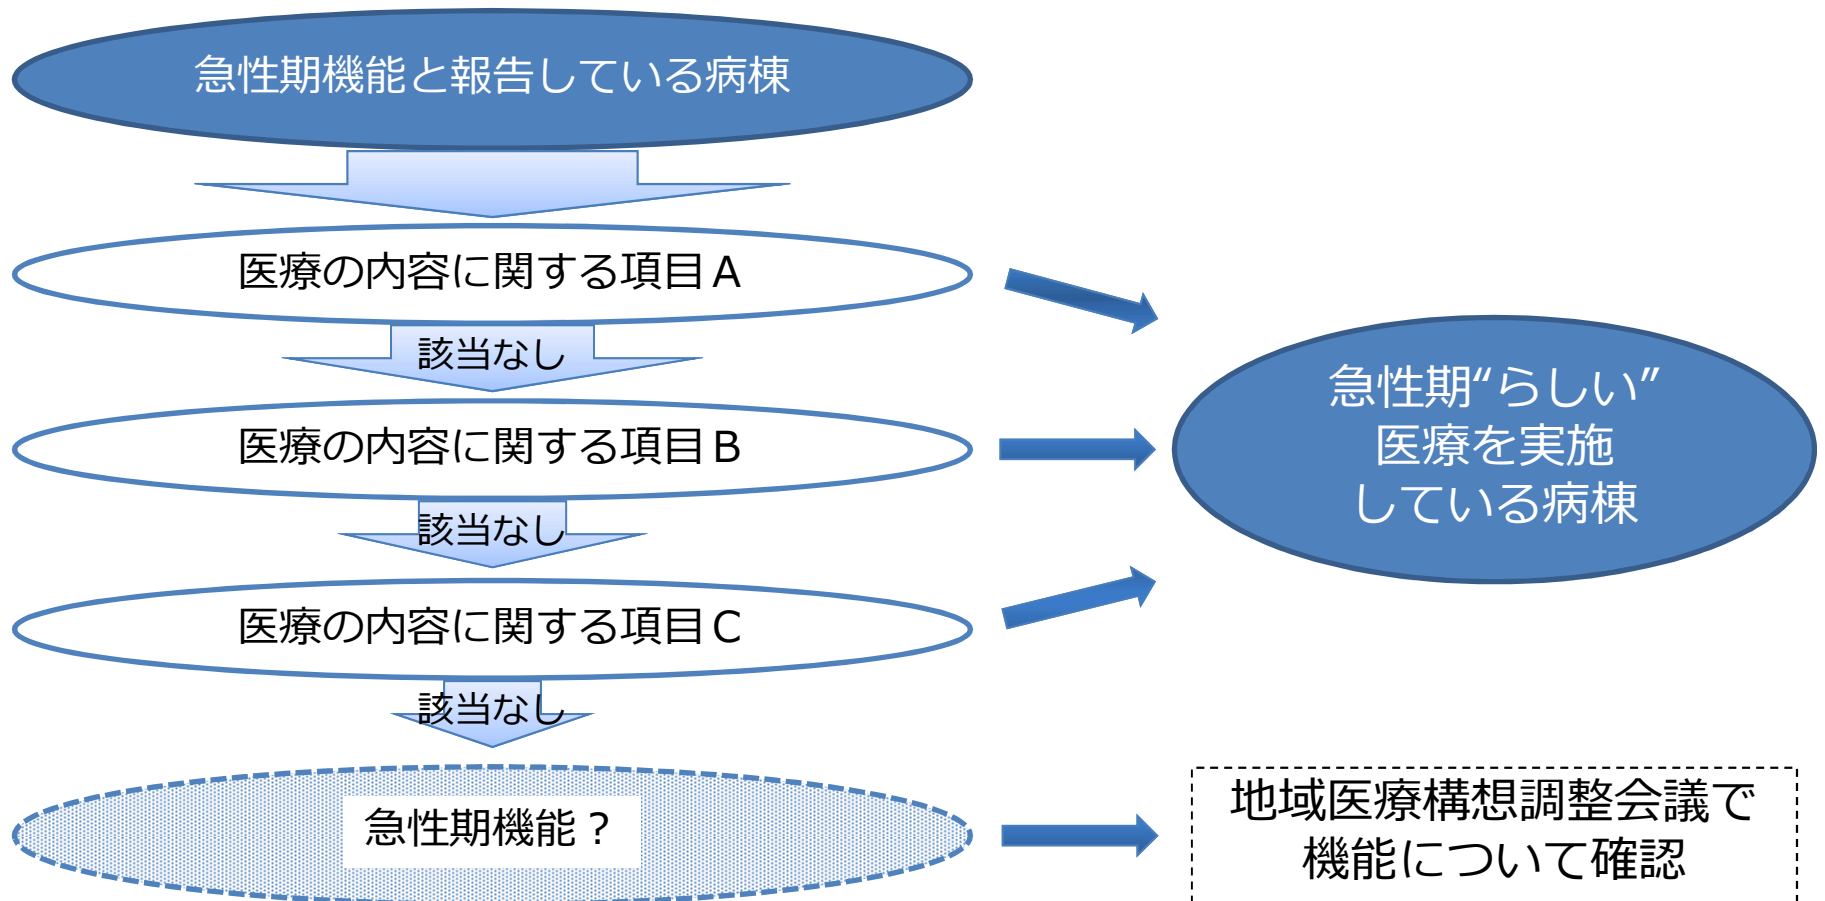 急性期機能と報告している病棟
医療の内容に関する項目A
該当なし
医療の内容に関する項目B
該当なし
医療の内容に関する項目C
該当なし
急性期機能？
急性期“らしい”
医療を実施
している病棟
地域医療構想調整会議で
機能について確認